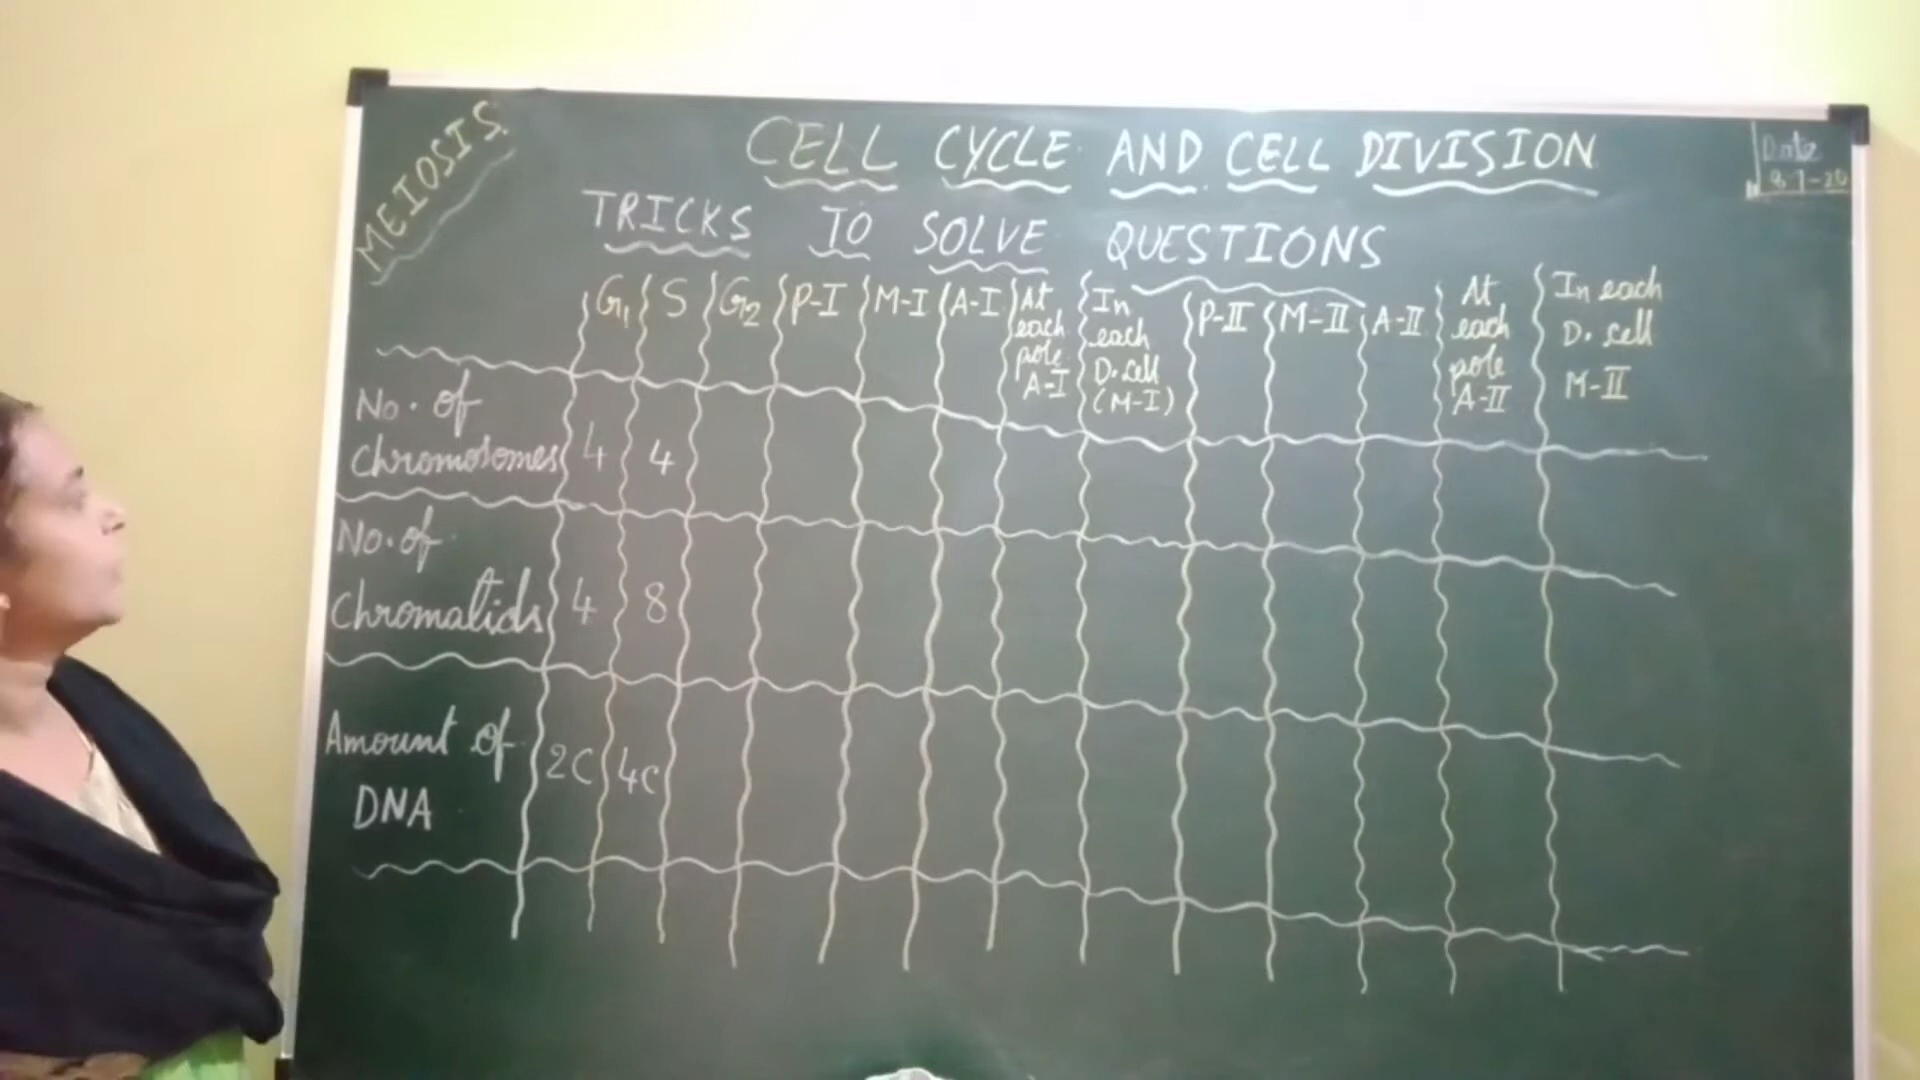 MEIOSIS
CELL CYCLE AND CELL DIVISION
Date
8-7-20
TRICKS TO SOLVE QUESTIONS
G1 S G2 P-I M-I A-I At each pole A-I In each D. cell (M-I) P-II M-II A-II At each pole A-II In each D. cell M-II
No. of
Chromosomes 4 4
No. of
Chromatids 4 8
Amount of
DNA 2C 4C